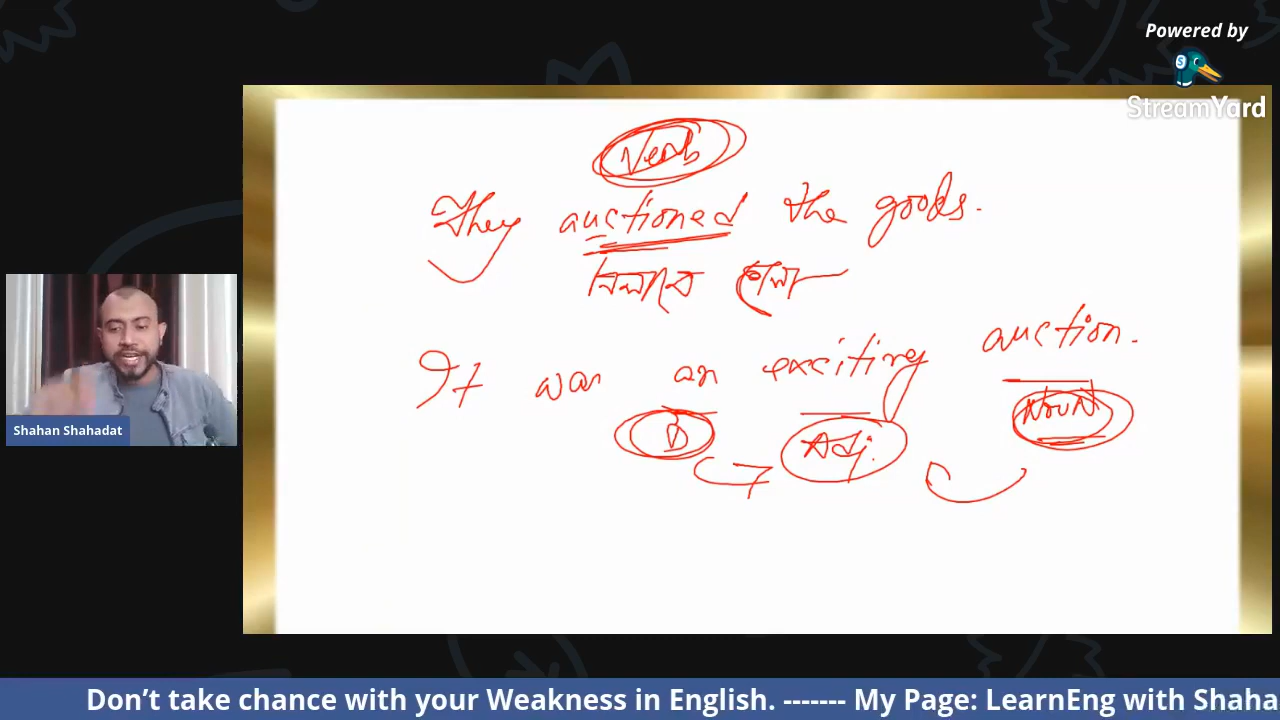 Powered by
StreamYard
Verb
They auctioned the goods.
নিলামে তোলা
It was an exciting auction.
D Adj. Noun
Shahan Shahadat
Don’t take chance with your Weakness in English. ------- My Page: LearnEng with Shaha